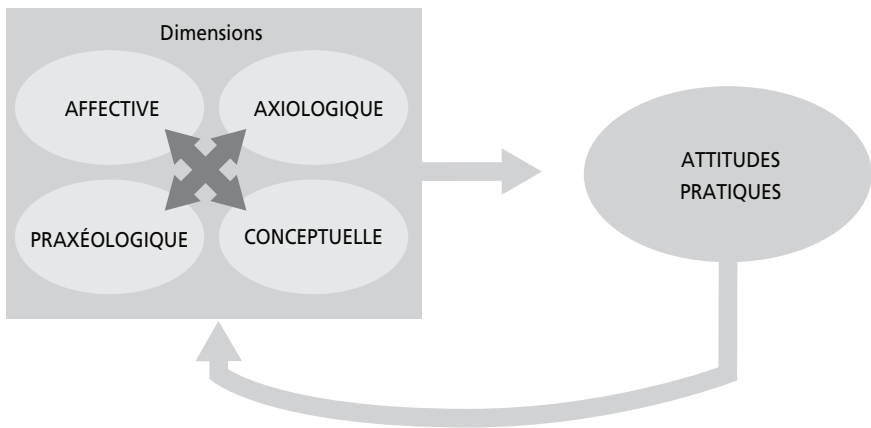 Dimensions
AFFECTIVE
AXIOLOGIQUE
PRAXÉOLOGIQUE
CONCEPTUELLE
ATTITUDES
PRATIQUES